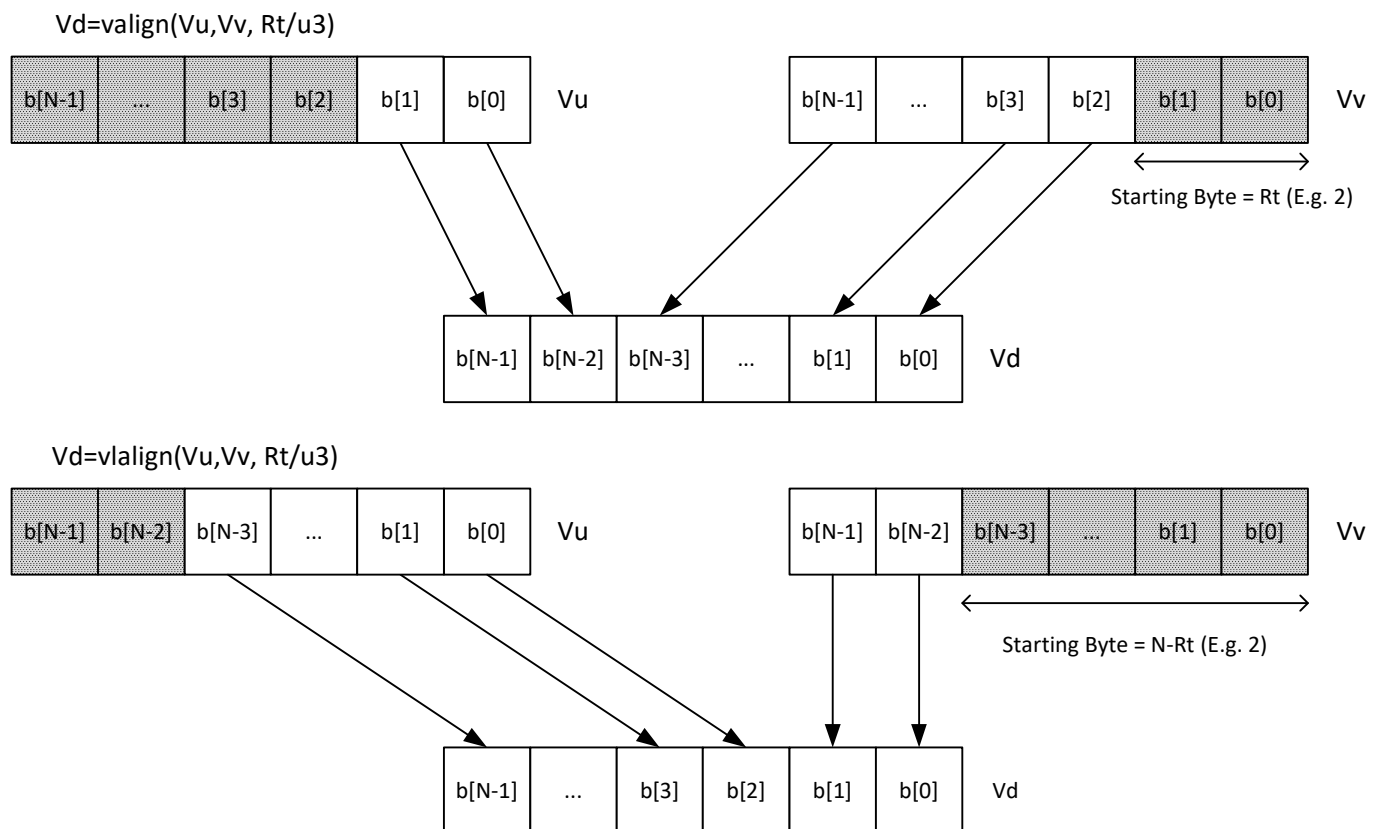 Vd=valign(Vu,Vv, Rt/u3)
b[N-1] ... b[3] b[2] b[1] b[0] Vu b[N-1] ... b[3] b[2] b[1] b[0] Vv
Starting Byte = Rt (E.g. 2)
b[N-1] b[N-2] b[N-3] ... b[1] b[0] Vd
Vd=vlalign(Vu,Vv, Rt/u3)
b[N-1] b[N-2] b[N-3] ... b[1] b[0] Vu b[N-1] b[N-2] b[N-3] ... b[1] b[0] Vv
Starting Byte = N-Rt (E.g. 2)
b[N-1] ... b[3] b[2] b[1] b[0] Vd